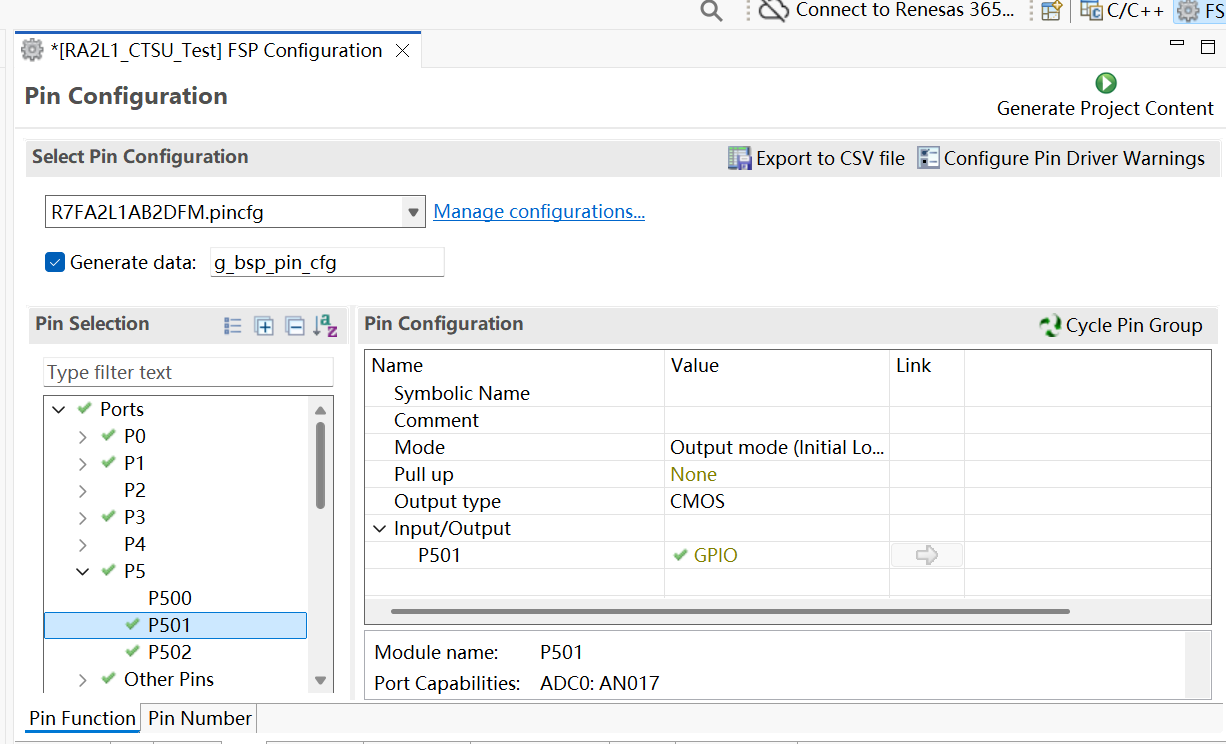 Connect to Renesas 365... C/C++ FS
*[RA2L1_CTSU_Test] FSP Configuration
Pin Configuration
Generate Project Content
Select Pin Configuration Export to CSV file Configure Pin Driver Warnings
R7FA2L1AB2DFM.pincfg Manage configurations...
Generate data: g_bsp_pin_cfg
Pin Selection
Type filter text
Ports
P0
P1
P2
P3
P4
P5
P500
P501
P502
Other Pins
Pin Configuration Cycle Pin Group
Name Value Link
Symbolic Name
Comment
Mode Output mode (Initial Lo...
Pull up None
Output type CMOS
Input/Output
P501 GPIO
Module name: P501
Port Capabilities: ADC0: AN017
Pin Function Pin Number